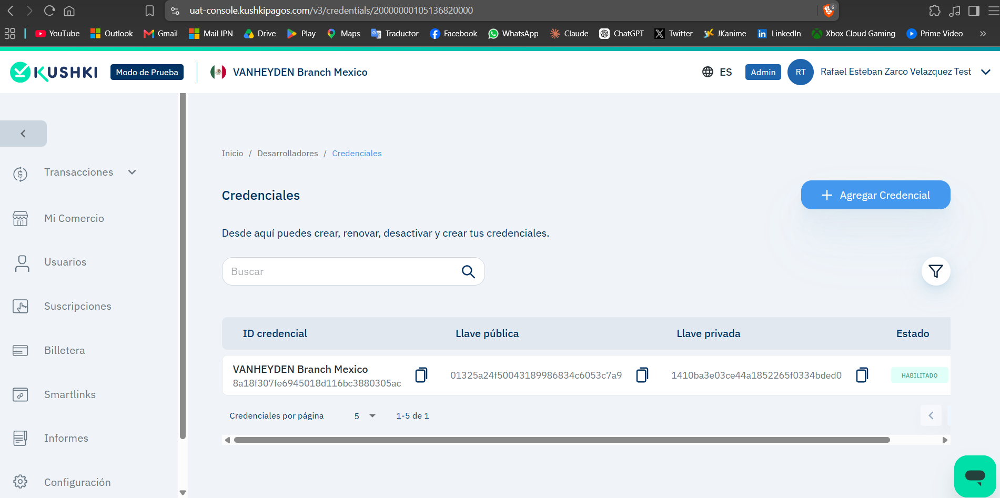 uat-console.kushkipagos.com/v3/credentials/20000000105136820000
6
YouTube Outlook Gmail Mail IPN Drive Play Maps Traductor Facebook WhatsApp Claude ChatGPT Twitter JKanime LinkedIn Xbox Cloud Gaming Prime Video »
KUSHKI Modo de Prueba VANHEYDEN Branch Mexico ES Admin RT Rafael Esteban Zarco Velazquez Test
Inicio / Desarrolladores / Credenciales
Transacciones
Mi Comercio
Usuarios
Suscripciones
Billetera
Smartlinks
Informes
Configuración
Credenciales
+ Agregar Credencial
Desde aquí puedes crear, renovar, desactivar y crear tus credenciales.
Buscar
ID credencial Llave pública Llave privada Estado
VANHEYDEN Branch Mexico
8a18f307fe6945018d116bc3880305ac 01325a24f50043189986834c6053c7a9 1410ba3e03ce44a1852265f0334bded0 HABILITADO
Credenciales por página 5 1-5 de 1